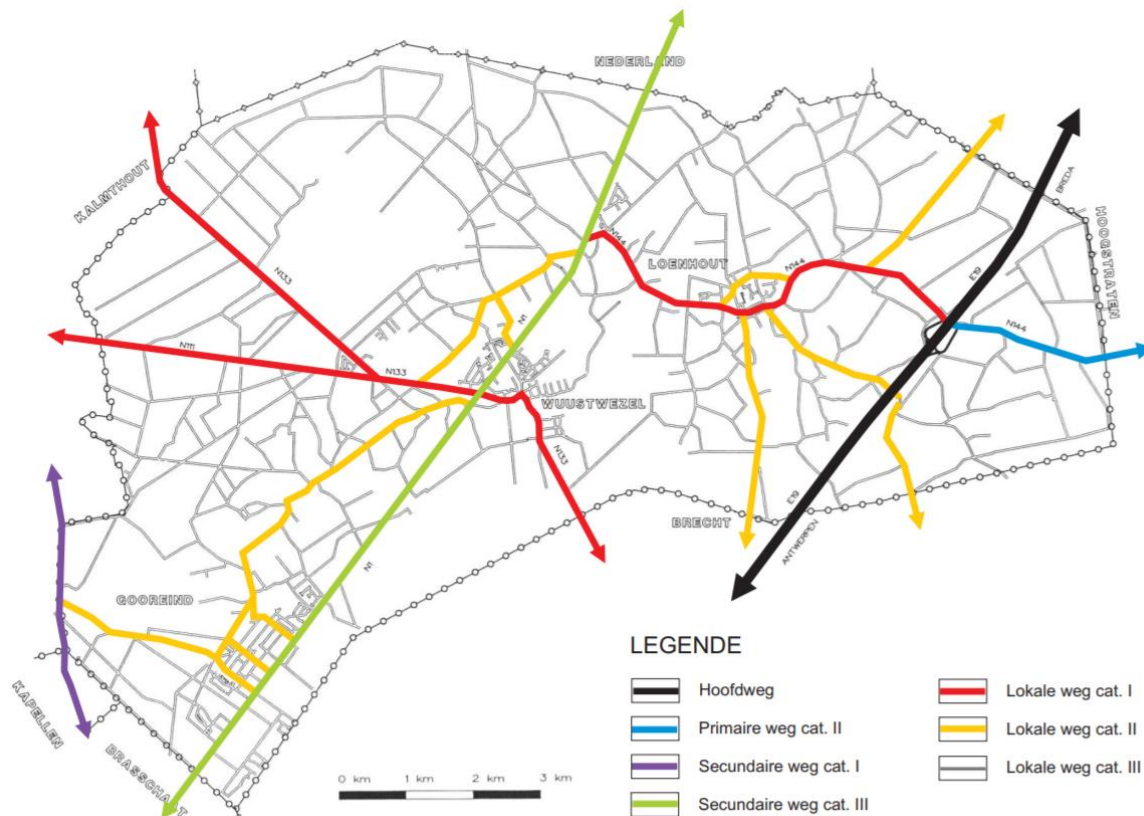 NEDERLAND
KALMTHOUT
BREDA
HOOGSTRATEN
N144
LOENHOUT
N144
E19
N133
N1
N144
N111
N133
WUUSTWEZEL
N133
BRECHT
E19
ANTWERPEN
N1
GOOREIND
KAPELLEN
BRASSCHAAT
0 km 1 km 2 km 3 km
LEGENDE
Hoofdweg
Primaire weg cat. II
Secundaire weg cat. I
Secundaire weg cat. III
Lokale weg cat. I
Lokale weg cat. II
Lokale weg cat. III